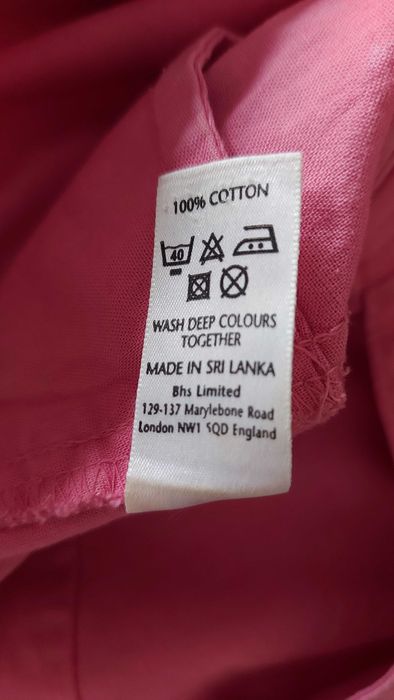 100% COTTON
40
WASH DEEP COLOURS
TOGETHER
MADE IN SRI LANKA
Bhs Limited
129-137 Marylebone Road
London NW1 5QD England